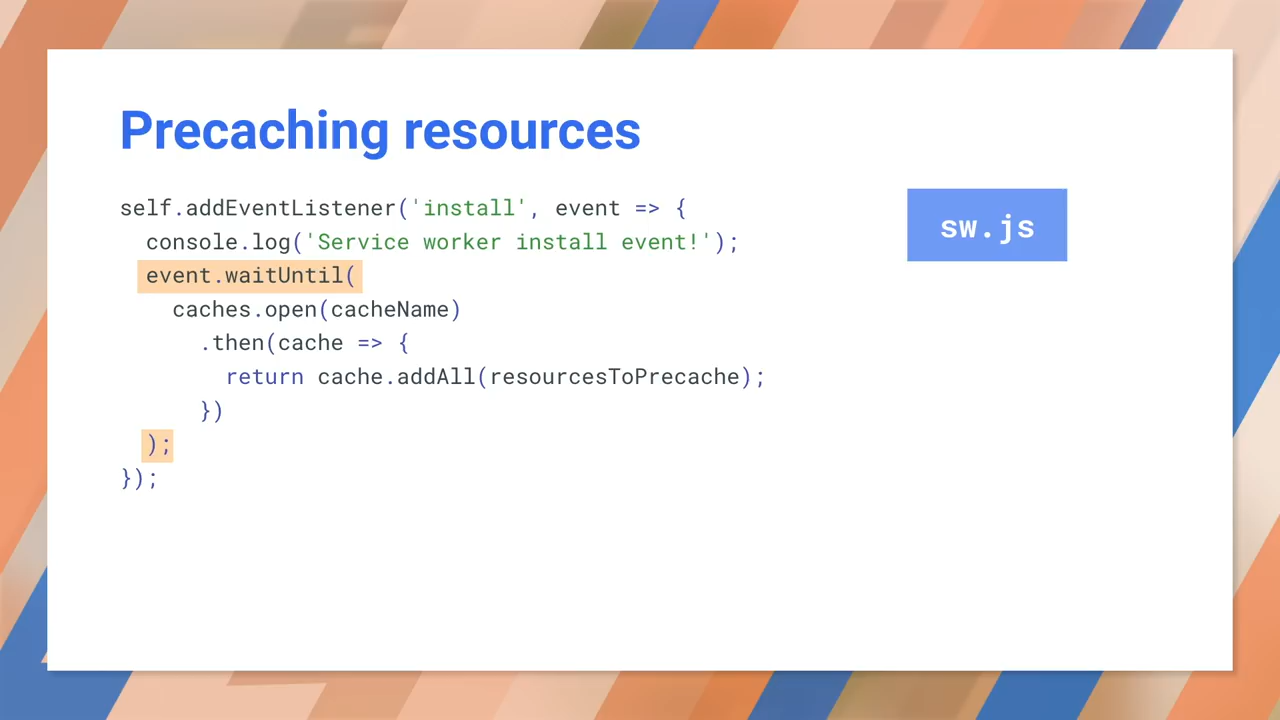 Precaching resources
self.addEventListener('install', event => {
  console.log('Service worker install event!');
  event.waitUntil(
    caches.open(cacheName)
      .then(cache => {
        return cache.addAll(resourcesToPrecache);
      })
  );
});
sw.js